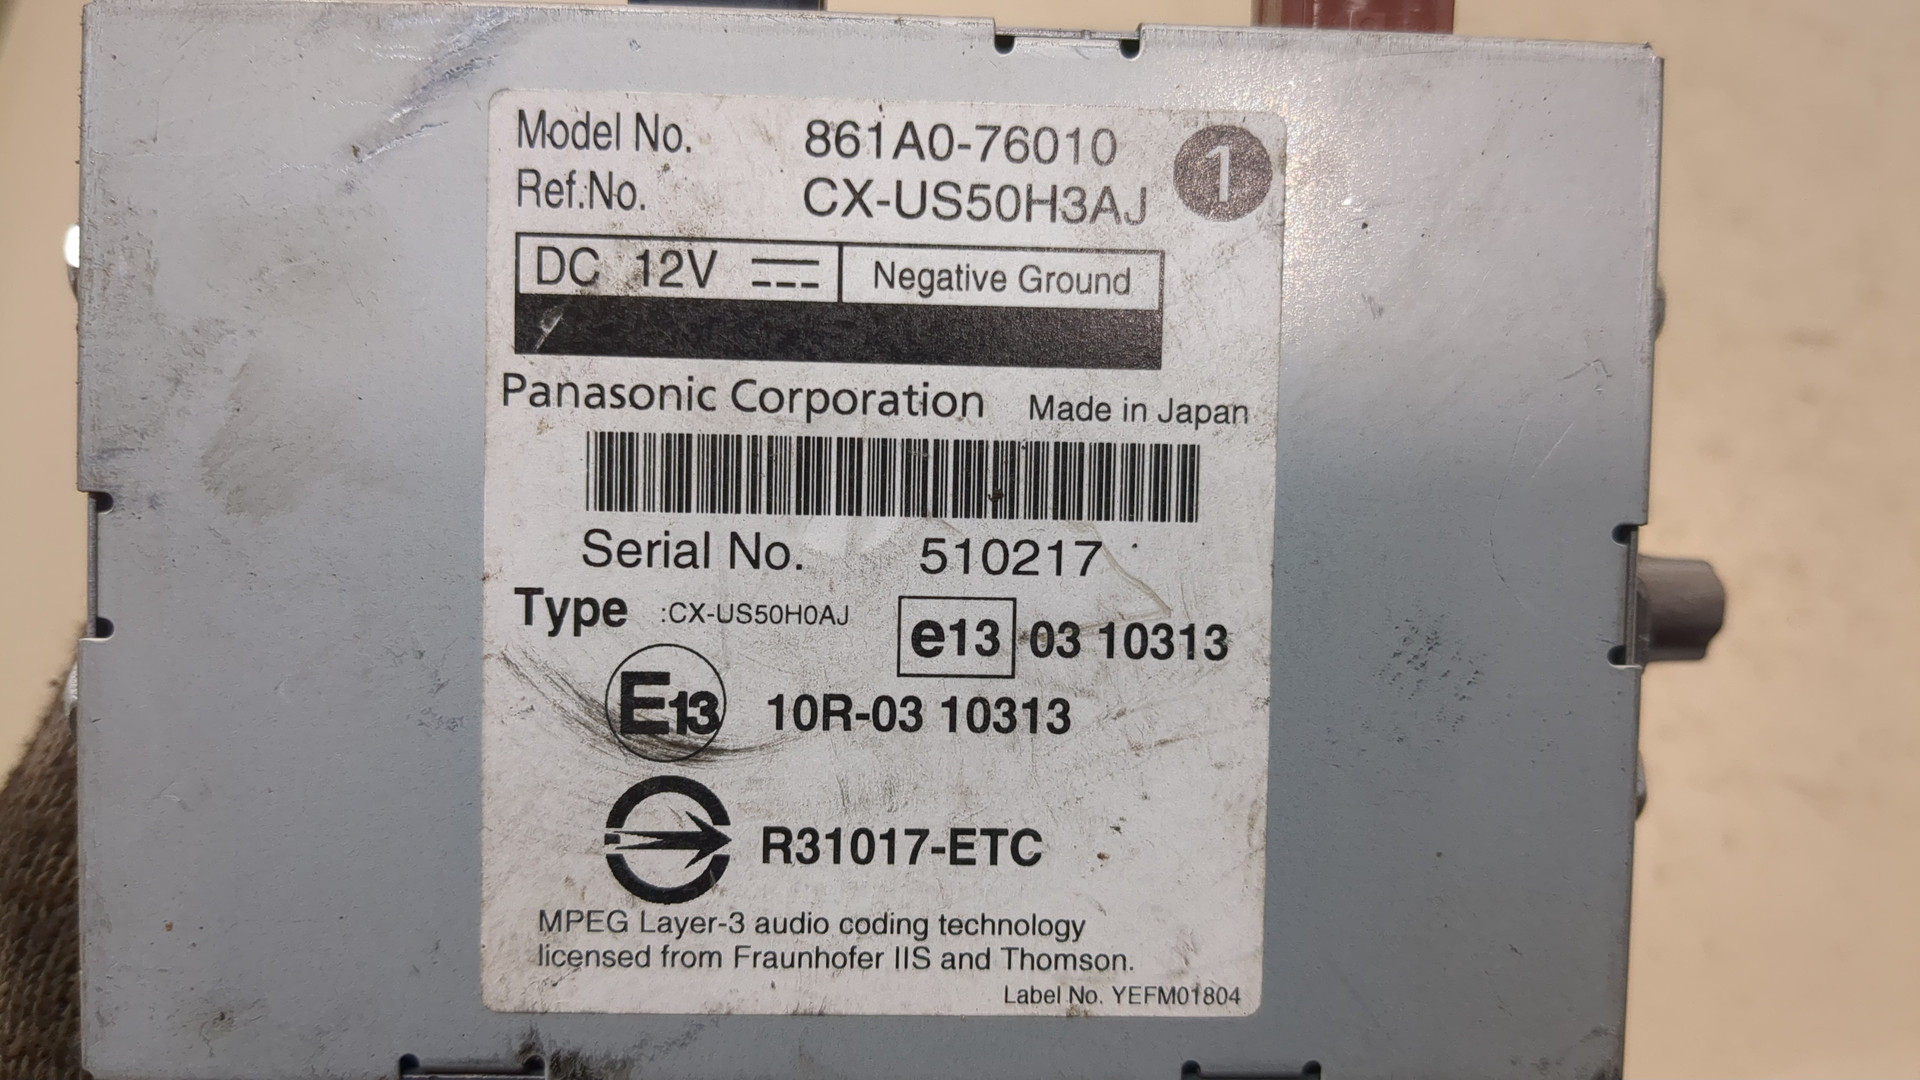 Model No. 861A0-76010 1
Ref.No. CX-US50H3AJ
DC 12V Negative Ground
Panasonic Corporation Made in Japan
Serial No. 510217
Type :CX-US50H0AJ e13 03 10313
E13 10R-03 10313
R31017-ETC
MPEG Layer-3 audio coding technology
licensed from Fraunhofer IIS and Thomson.
Label No. YEFM01804